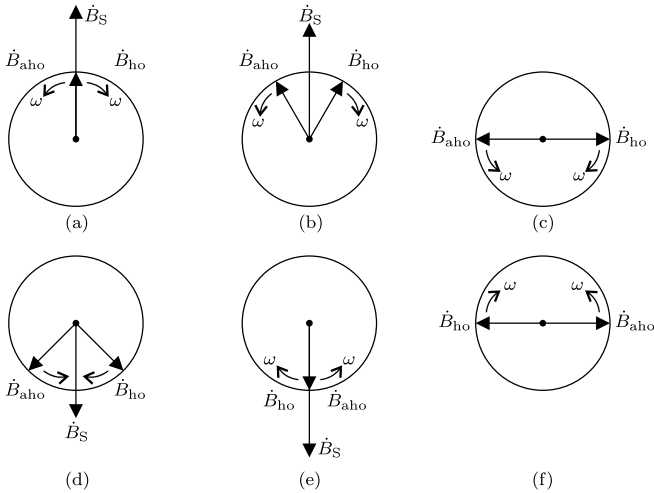 Ḃ_S Ḃ_S
Ḃ_aho Ḃ_ho Ḃ_aho Ḃ_ho
ω ω ω ω
Ḃ_aho Ḃ_ho
ω ω
(a) (b) (c)
ω ω
Ḃ_ho Ḃ_aho
ω ω
Ḃ_aho Ḃ_ho Ḃ_ho Ḃ_aho
Ḃ_S Ḃ_S
(d) (e) (f)